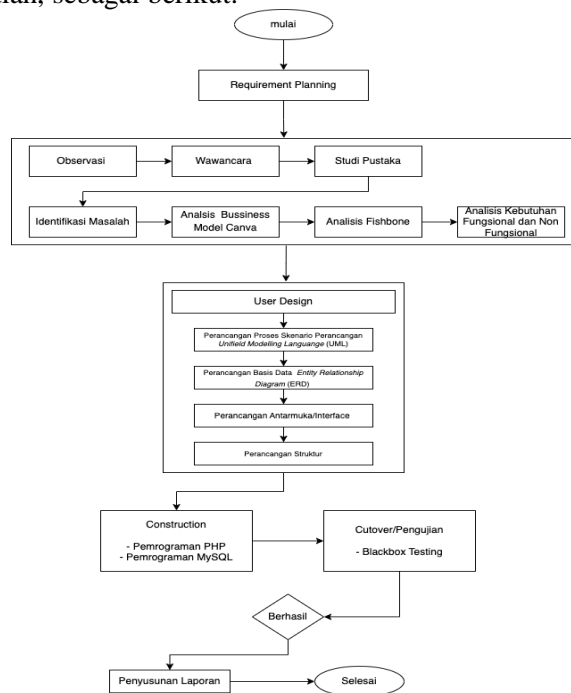 sebagai berikut:
mulai
Requirement Planning
Observasi
Wawancara
Studi Pustaka
Identifikasi Masalah
Analsis Bussiness
Model Canva
Analisis Fishbone
Analisis Kebutuhan
Fungsional dan Non
Fungsional
User Design
Perancangan Proses Skenario Perancangan
Unifield Modelling Languange (UML)
Perancangan Basis Data Entity Relationship
Diagram (ERD)
Perancangan Antarmuka/Interface
Perancangan Struktur
Construction
- Pemrograman PHP
- Pemrograman MySQL
Cutover/Pengujian
- Blackbox Testing
Berhasil
Penyusunan Laporan
Selesai